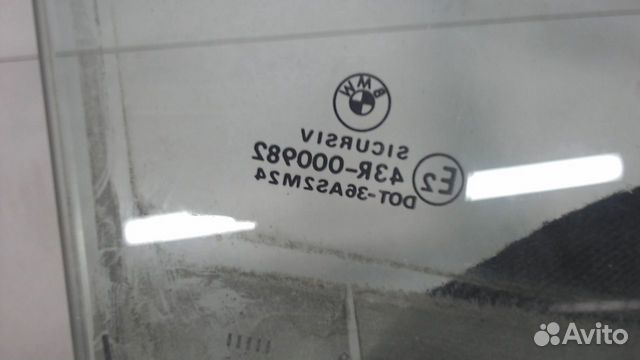 BMW
SICURSIV
E2 43R-000982
DOT-36AS2M24
Avito